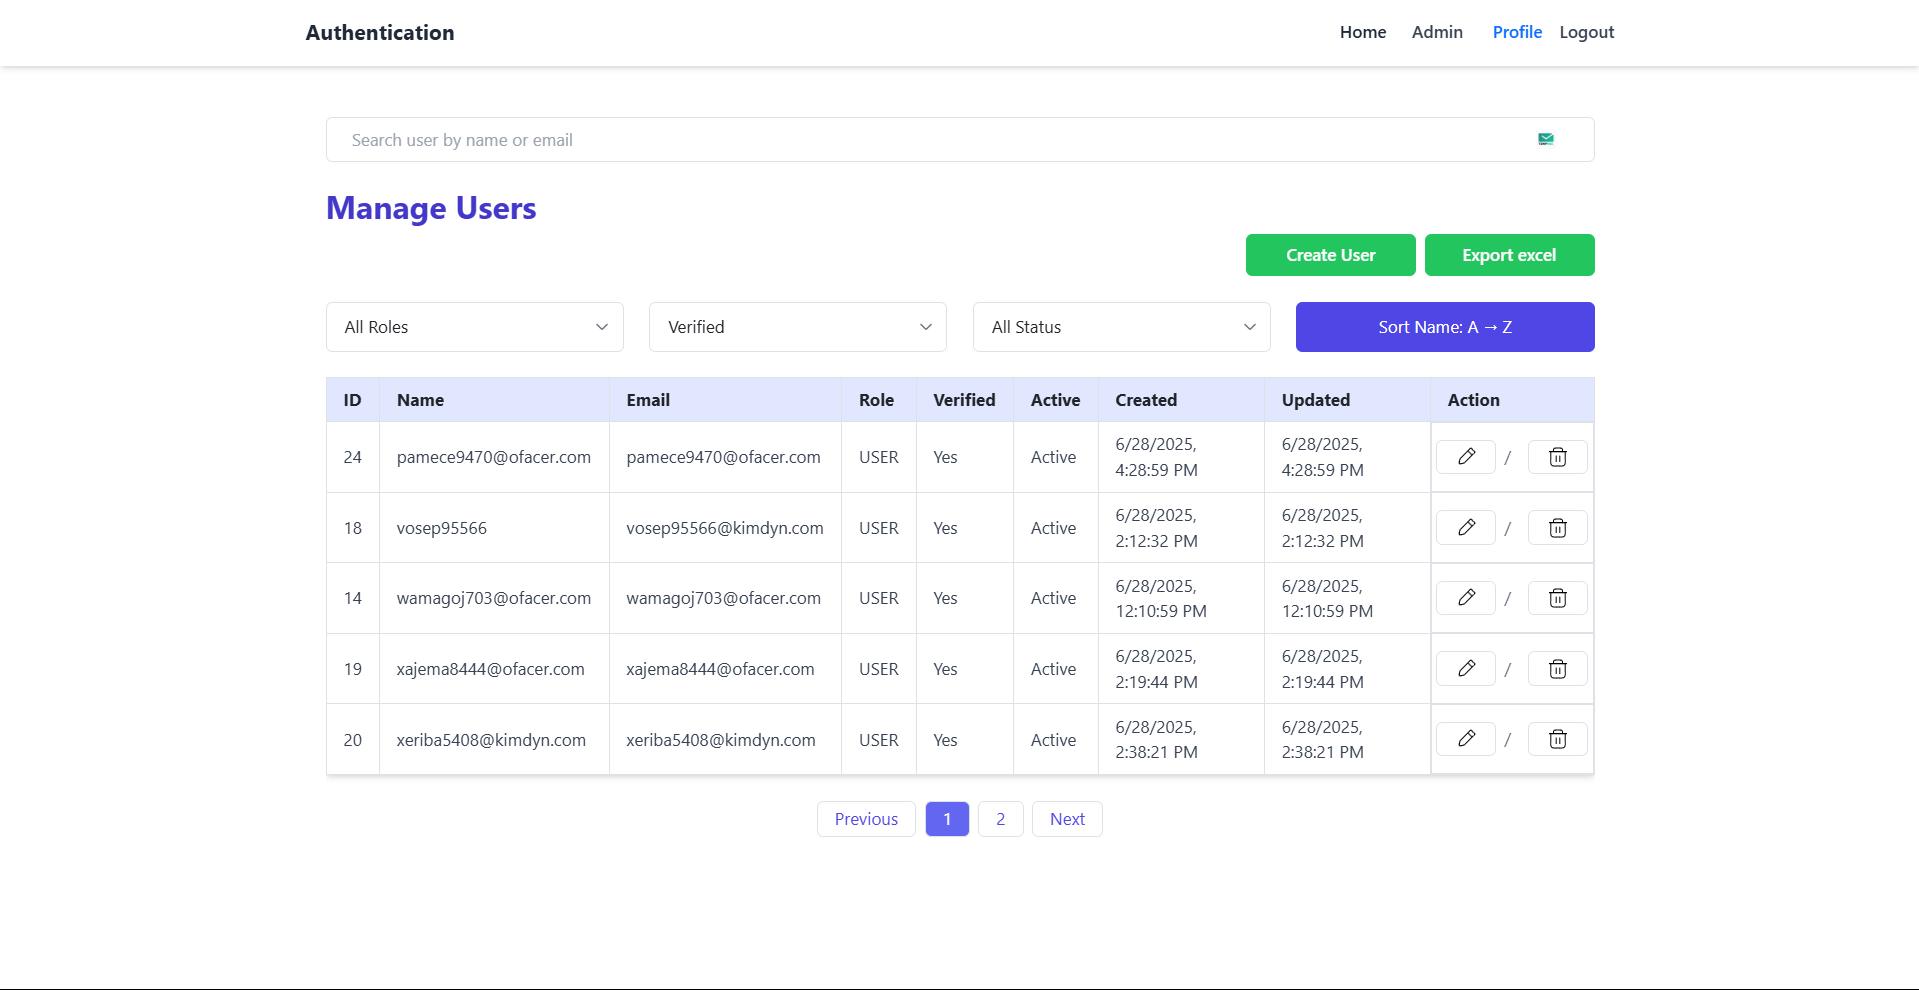 Authentication Home Admin Profile Logout
Search user by name or email
Manage Users
Create User Export excel
All Roles Verified All Status Sort Name: A → Z
ID Name Email Role Verified Active Created Updated Action
24 pamece9470@ofacer.com pamece9470@ofacer.com USER Yes Active 6/28/2025, 4:28:59 PM 6/28/2025, 4:28:59 PM /
18 vosep95566 vosep95566@kimdyn.com USER Yes Active 6/28/2025, 2:12:32 PM 6/28/2025, 2:12:32 PM /
14 wamagoj703@ofacer.com wamagoj703@ofacer.com USER Yes Active 6/28/2025, 12:10:59 PM 6/28/2025, 12:10:59 PM /
19 xajema8444@ofacer.com xajema8444@ofacer.com USER Yes Active 6/28/2025, 2:19:44 PM 6/28/2025, 2:19:44 PM /
20 xeriba5408@kimdyn.com xeriba5408@kimdyn.com USER Yes Active 6/28/2025, 2:38:21 PM 6/28/2025, 2:38:21 PM /
Previous 1 2 Next